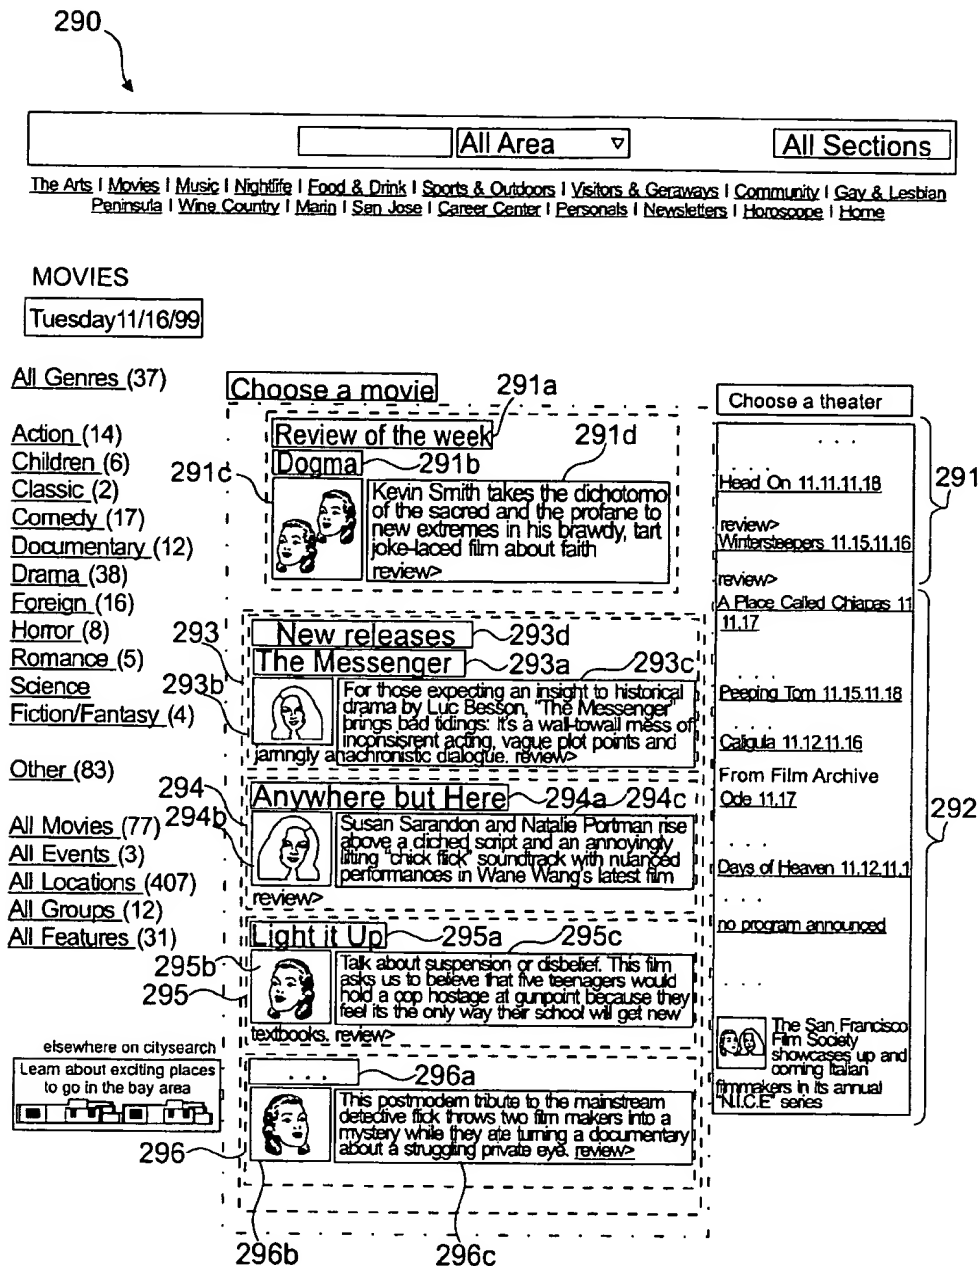 290
All Area
All Sections
The Arts | Movies | Music | Nightlife | Food & Drink | Sports & Outdoors | Visitors & Geraways | Community | Gay & Lesbian
Peninsula | Wine Country | Marin | San Jose | Career Center | Personals | Newsletters | Horoscope | Home
MOVIES
Tuesday11/16/99
All Genres (37)
Action (14)
Children (6)
Classic (2)
Comedy (17)
Documentary (12)
Drama (38)
Foreign (16)
Horror (8)
Romance (5)
Science
Fiction/Fantasy (4)
Other (83)
All Movies (77)
All Events (3)
All Locations (407)
All Groups (12)
All Features (31)
elsewhere on citysearch
Learn about exciting places
to go in the bay area
Choose a movie
291a
Review of the week
291d
Dogma
291b
291c
Kevin Smith takes the dichotomo
of the sacred and the profane to
new extremes in his brawdy, tart
joke-laced film about faith
review>
293
New releases
293d
The Messenger
293a
293c
293b
For those expecting an insight to historical
drama by Luc Besson, "The Messenger"
brings bad tidings: It's a wall-towall mess of
inconsisrent acting, vague plot points and
jamngly anachronistic dialogue. review>
294
Anywhere but Here
294a
294c
294b
Susan Sarandon and Natalie Portman rise
above a cliched script and an annoyingly
lilting "chick flick" soundtrack with nuanced
performances in Wane Wang's latest film
review>
Light it Up
295a
295c
295b
295
Talk about suspension or disbelief. This film
asks us to believe that five teenagers would
hold a cop hostage at gunpoint because they
feel its the only way their school will get new
textbooks. review>
. . .
296a
This postmodern tribute to the mainstream
detective flick throws two film makers into a
mystery while they ate turning a documentary
about a struggling private eye. review>
296
296b
296c
Choose a theater
. . .
. . . .
Head On 11.11.11.18
review>
Wintersteepers 11.15.11.16
review>
291
A Place Called Chiapas 11
11.17
. . . .
Peeping Tom 11.15.11.18
. . . .
Caligula 11.12.11.16
From Film Archive
Ode 11.17
. . .
Days of Heaven 11.12.11.1
. . .
no program announced
. . .
The San Francisco
Film Society
showcases up and
coming Italian
filmmakers in its annual
"N.I.C.E" series
292